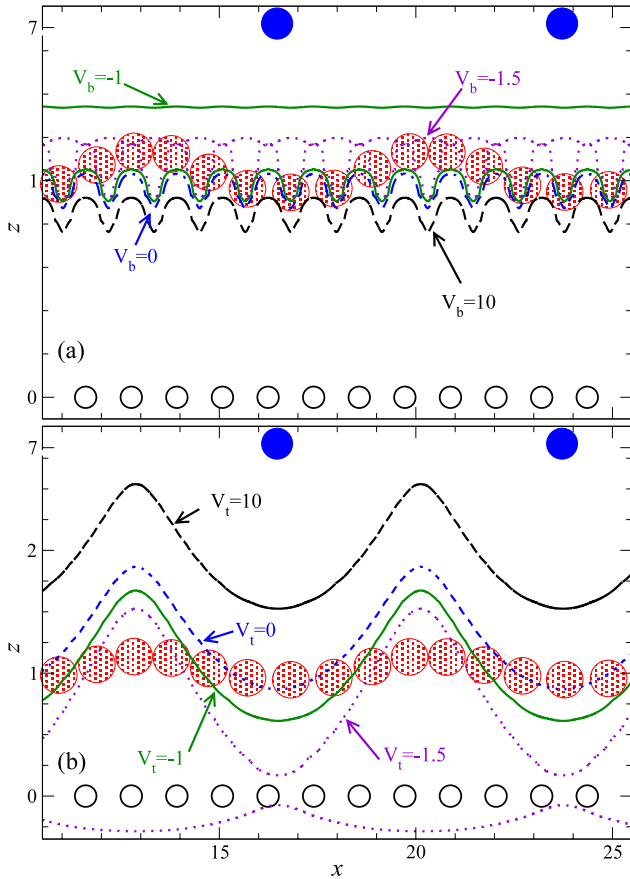 7
V_b=-1
V_b=-1.5
1
z
V_b=0
V_b=10
(a)
0
7
V_t=10
2
z
V_t=0
1
V_t=-1
V_t=-1.5
(b)
0
15
20
25
x